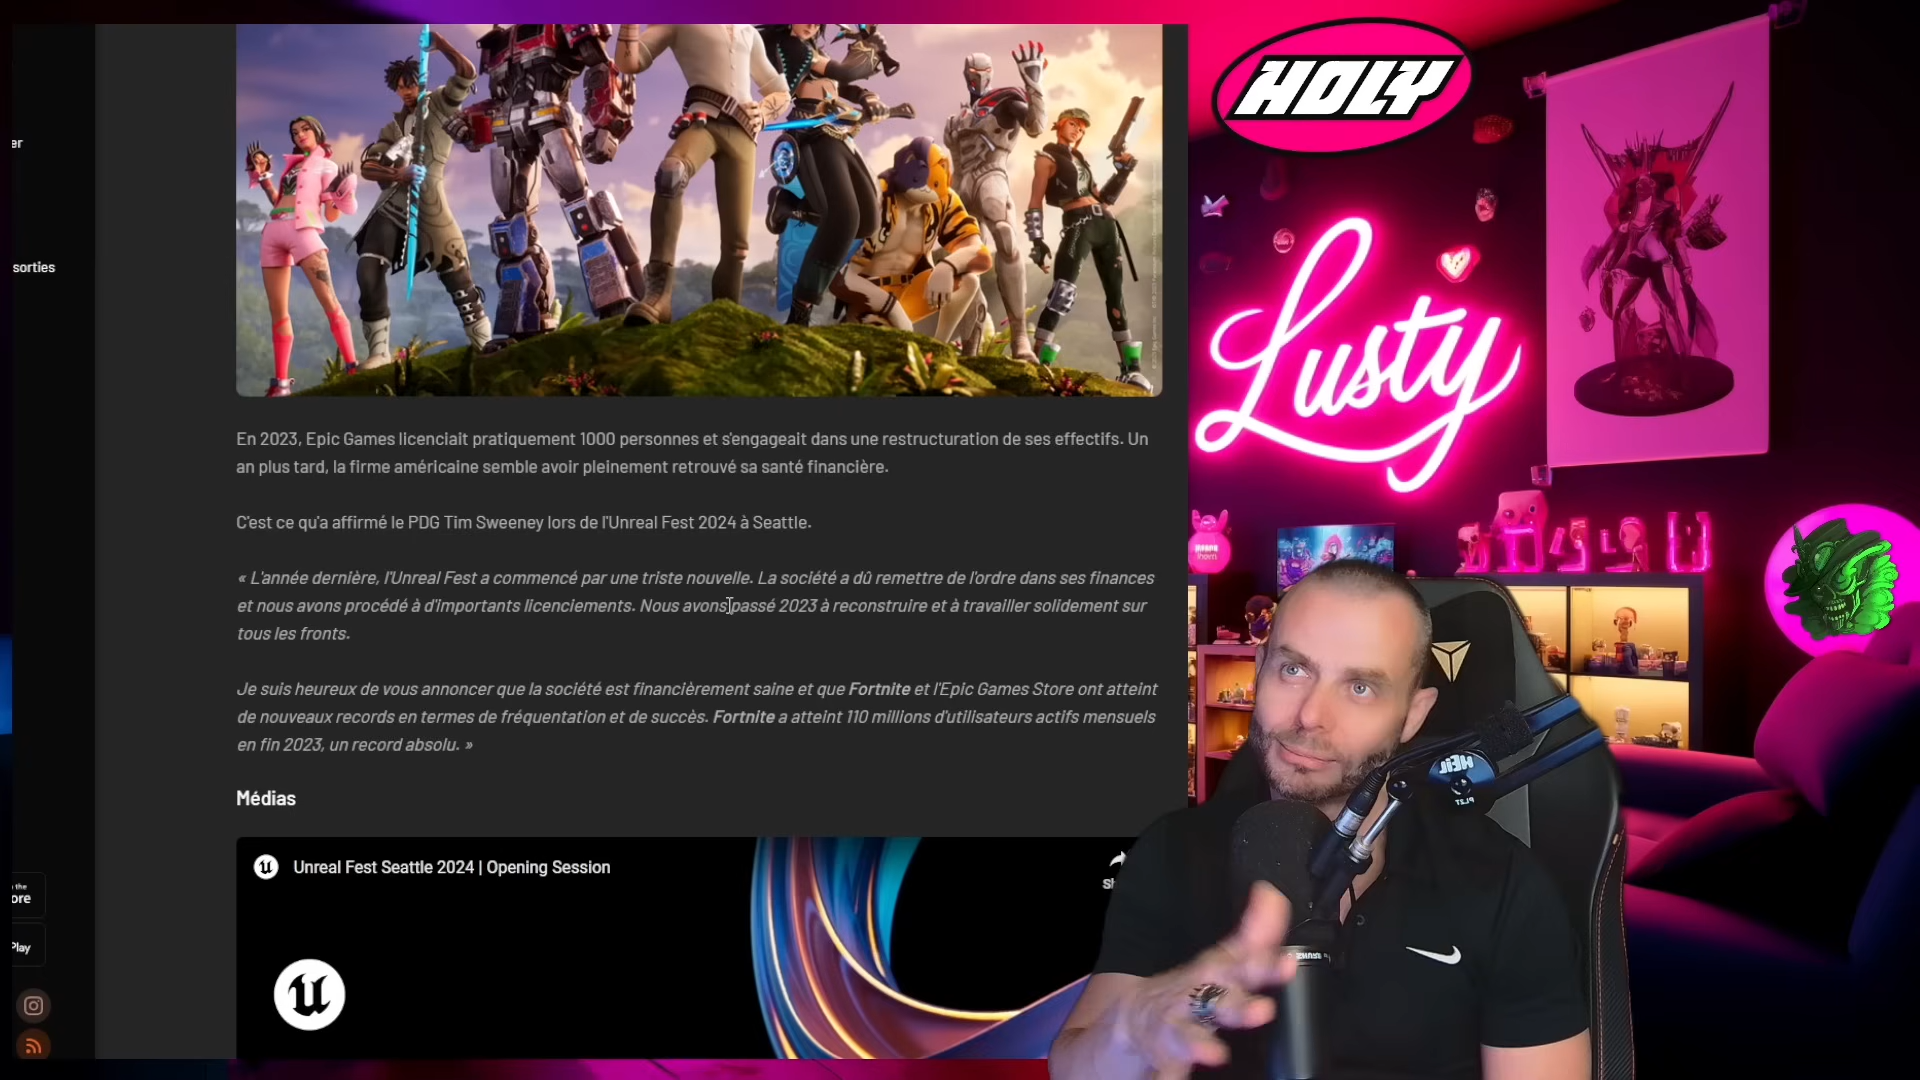 HOLY
er
sorties
Lusty
En 2023, Epic Games licenciait pratiquement 1000 personnes et s'engageait dans une restructuration de ses effectifs. Un
an plus tard, la firme américaine semble avoir pleinement retrouvé sa santé financière.
C'est ce qu'a affirmé le PDG Tim Sweeney lors de l'Unreal Fest 2024 à Seattle.
« L'année dernière, l'Unreal Fest a commencé par une triste nouvelle. La société a dû remettre de l'ordre dans ses finances
et nous avons procédé à d'importants licenciements. Nous avons passé 2023 à reconstruire et à travailler solidement sur
tous les fronts.
Je suis heureux de vous annoncer que la société est financièrement saine et que Fortnite et l'Epic Games Store ont atteint
de nouveaux records en termes de fréquentation et de succès. Fortnite a atteint 110 millions d'utilisateurs actifs mensuels
en fin 2023, un record absolu. »
Médias
Unreal Fest Seattle 2024 | Opening Session
n the
ore
Play